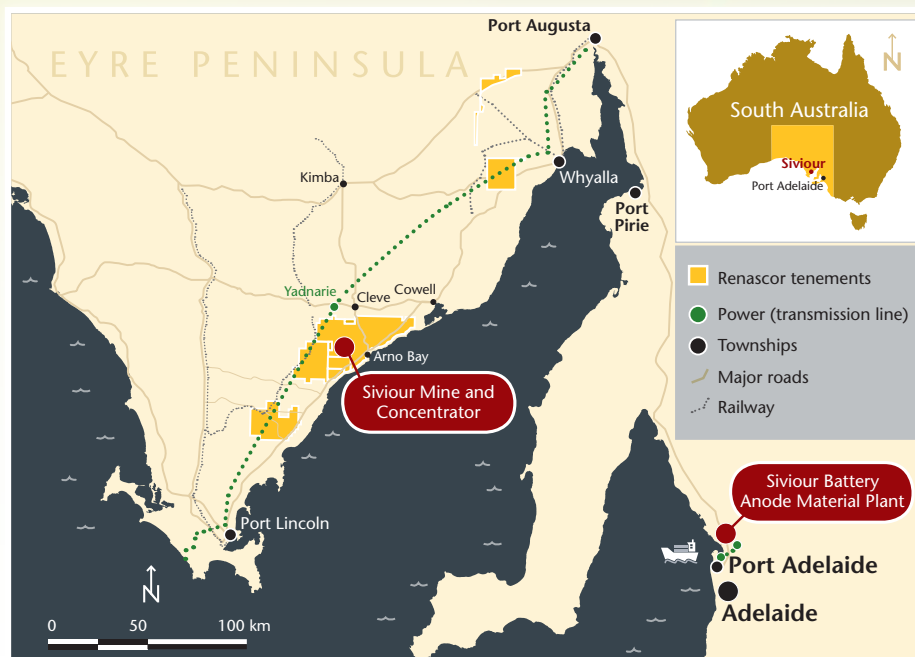 Port Augusta
EYRE PENINSULA
Kimba
Whyalla
Port
Pirie
Yadnarie
Cleve
Cowell
Arno Bay
Siviour Mine and
Concentrator
Port Lincoln
N
0 50 100 km
N
South Australia
Siviour
Port Adelaide
Renascor tenements
Power (transmission line)
Townships
Major roads
Railway
Siviour Battery
Anode Material Plant
Port Adelaide
Adelaide